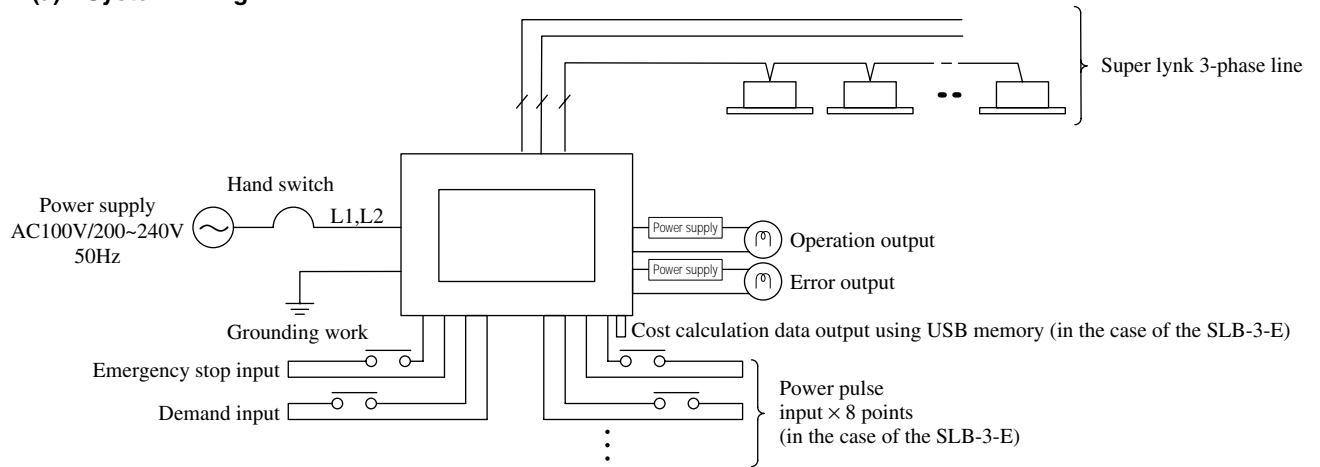 Super lynk 3-phase line
Hand switch
Power supply
AC100V/200~240V
50Hz
L1,L2
Power supply
Operation output
Power supply
Error output
Grounding work
Cost calculation data output using USB memory (in the case of the SLB-3-E)
Emergency stop input
Demand input
Power pulse
input × 8 points
(in the case of the SLB-3-E)